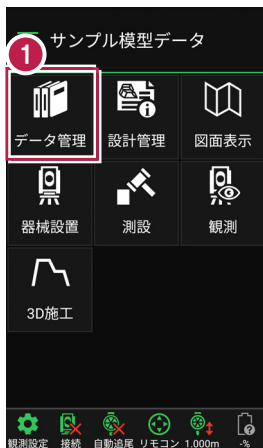 サンプル模型データ
1
データ管理 設計管理 図面表示
器械設置 測設 観測
3D施工
観測設定 接続 自動追尾 リモコン 1.000m -%